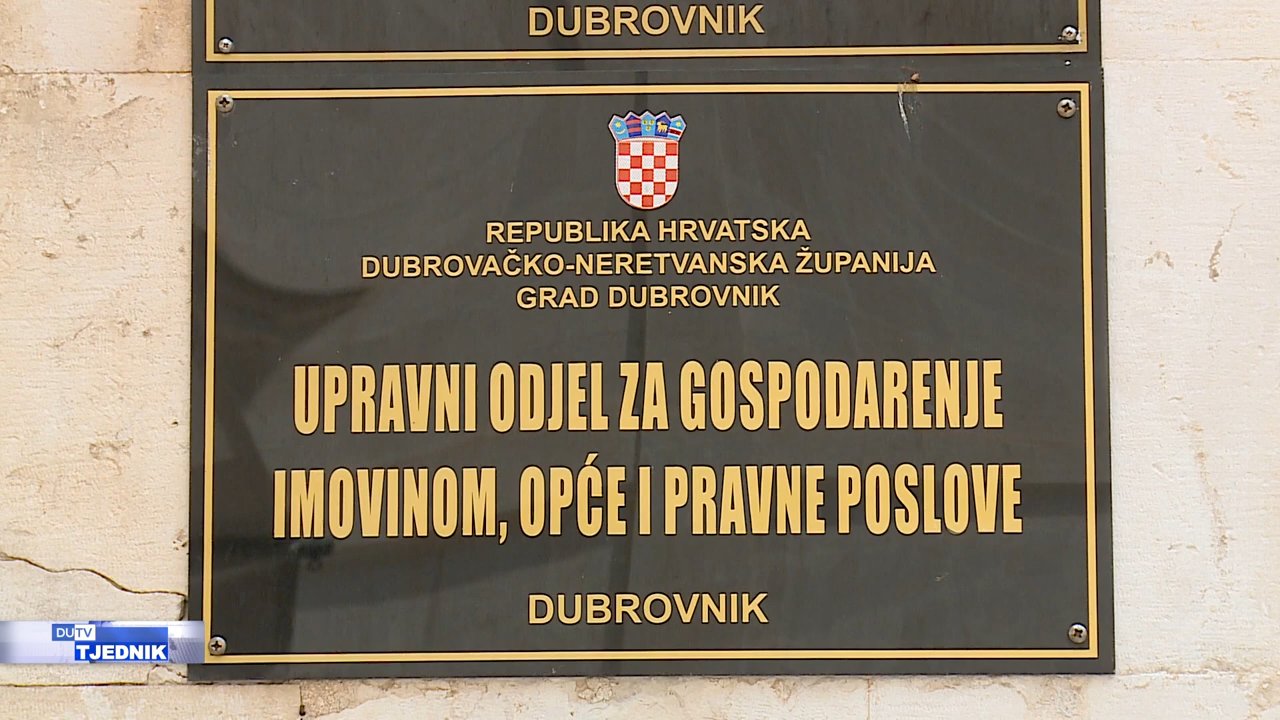 DUBROVNIK
REPUBLIKA HRVATSKA
DUBROVAČKO-NERETVANSKA ŽUPANIJA
GRAD DUBROVNIK
UPRAVNI ODJEL ZA GOSPODARENJE
IMOVINOM, OPĆE I PRAVNE POSLOVE
DUBROVNIK
DUTV
TJEDNIK